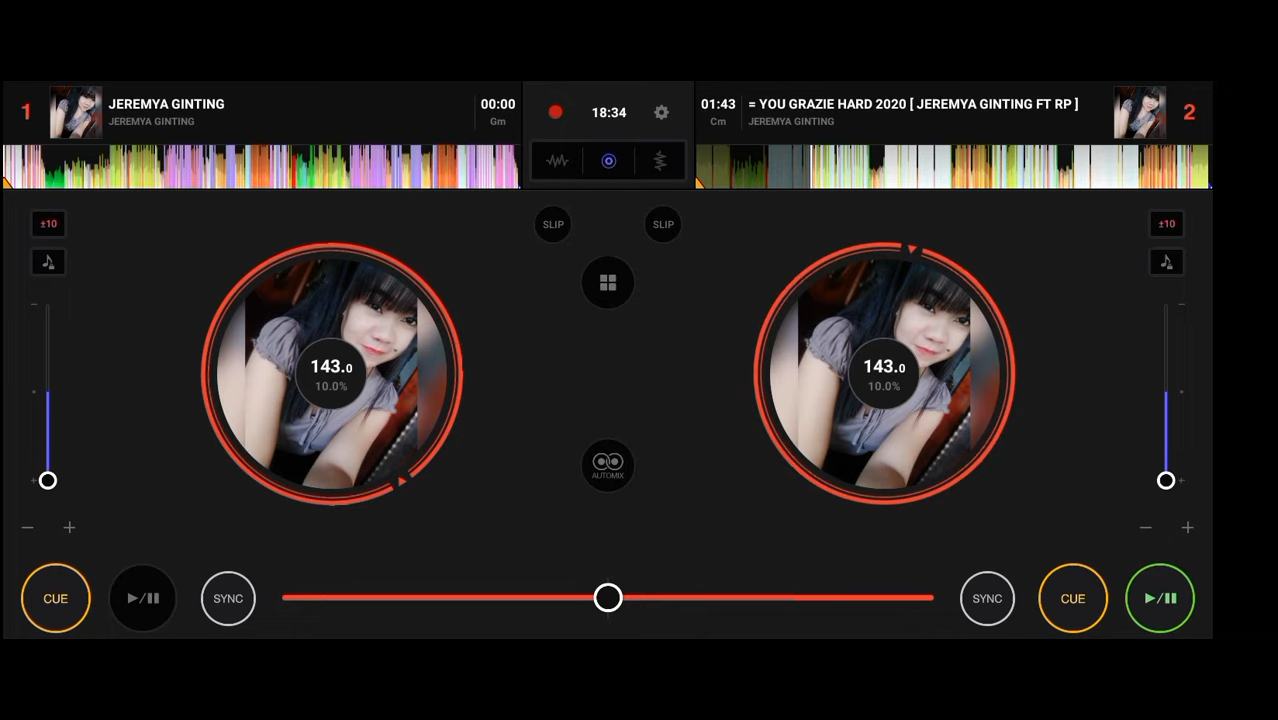 1
JEREMYA GINTING
JEREMYA GINTING
00:00
Gm
18:34
01:43
Cm
= YOU GRAZIE HARD 2020 [ JEREMYA GINTING FT RP ]
JEREMYA GINTING
2
±10
SLIP
SLIP
±10
143.0
10.0%
143.0
10.0%
AUTOMIX
CUE
SYNC
SYNC
CUE